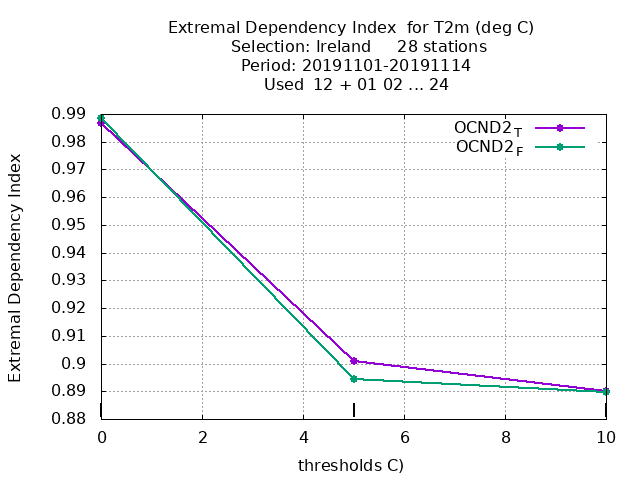 Extremal Dependency Index  for T2m (deg C)
Selection: Ireland     28 stations
Period: 20191101-20191114
Used  12 + 01 02 ... 24
OCND2T
OCND2F
Extremal Dependency Index
0.99
0.98
0.97
0.96
0.95
0.94
0.93
0.92
0.91
0.9
0.89
0.88
0 2 4 6 8 10
thresholds C)